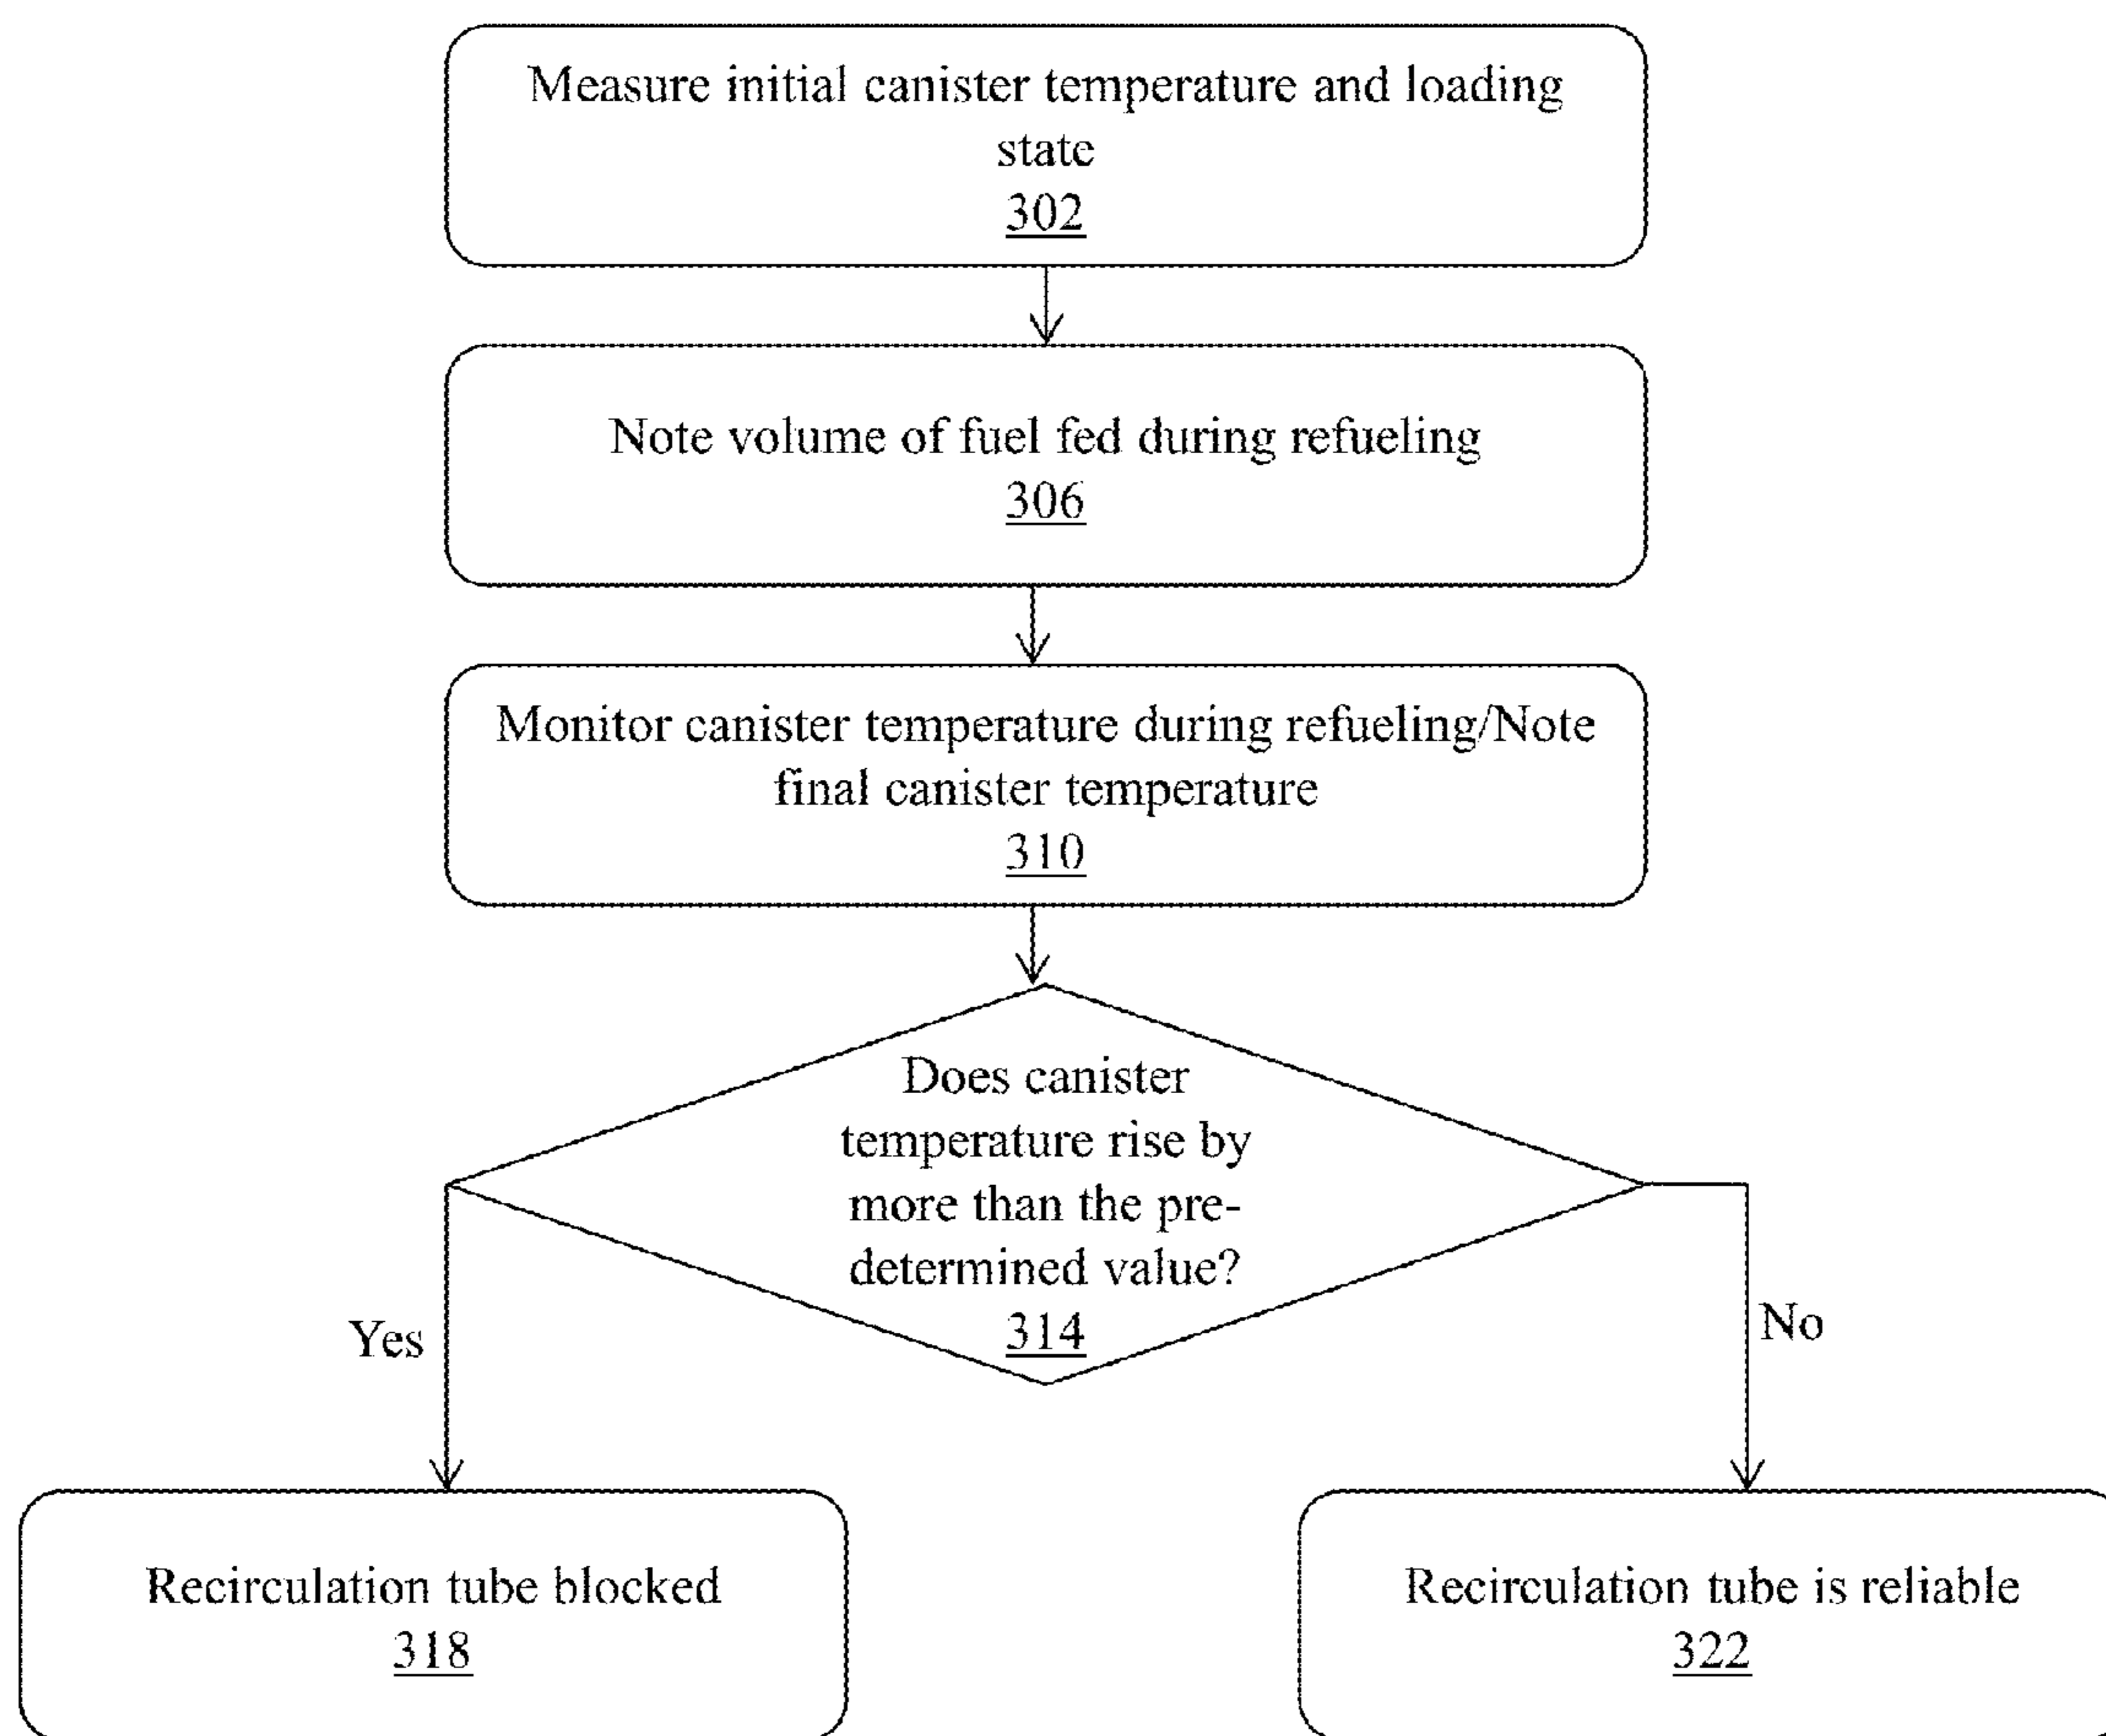 Measure initial canister temperature and loading
state
302
Note volume of fuel fed during refueling
306
Monitor canister temperature during refueling/Note
final canister temperature
310
Does canister
temperature rise by
more than the pre-
determined value?
314
Yes
No
Recirculation tube blocked
318
Recirculation tube is reliable
322